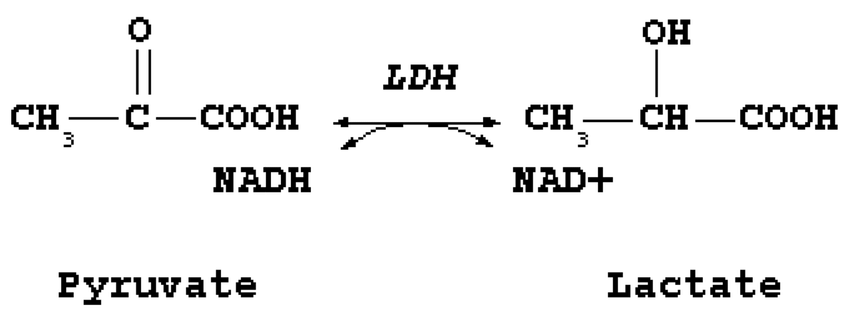 O OH
LDH
CH₃—C—COOH CH₃—CH—COOH
NADH NAD+
Pyruvate Lactate